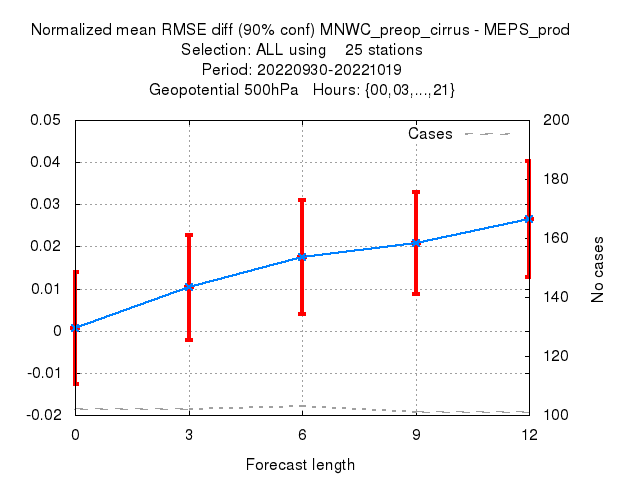 Normalized mean RMSE diff (90% conf) MNWC_preop_cirrus - MEPS_prod
Selection: ALL using 25 stations
Period: 20220930-20221019
Geopotential 500hPa Hours: {00,03,...,21}
Cases
0.05
0.04
0.03
0.02
0.01
0
-0.01
-0.02
200
180
160
140
120
100
No cases
0 3 6 9 12
Forecast length